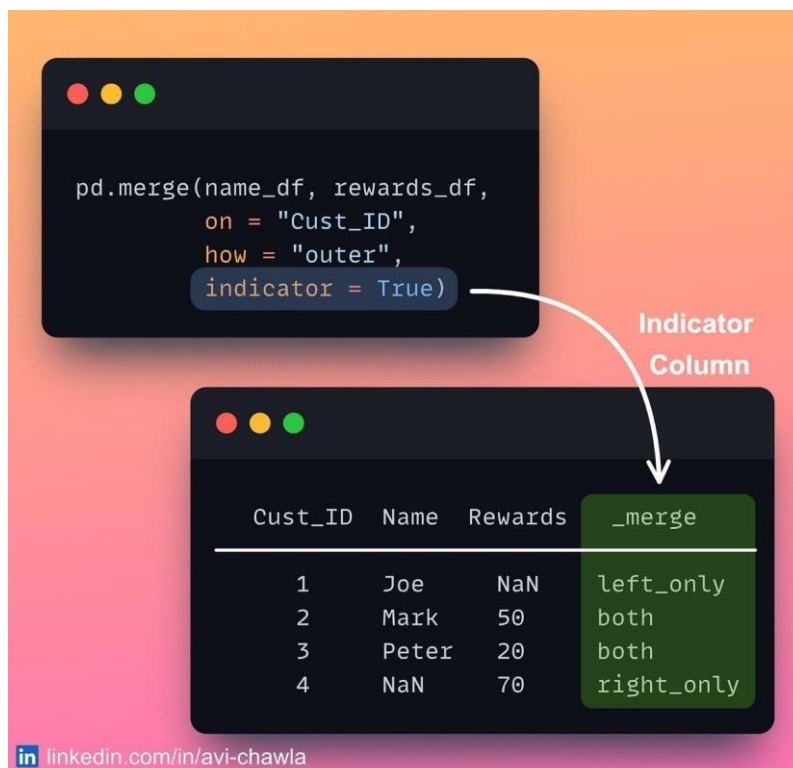 pd.merge(name_df, rewards_df,
on = "Cust_ID",
how = "outer",
indicator = True)
Indicator
Column
Cust_ID Name Rewards _merge
1 Joe NaN left_only
2 Mark 50 both
3 Peter 20 both
4 NaN 70 right_only
in linkedin.com/in/avi-chawla